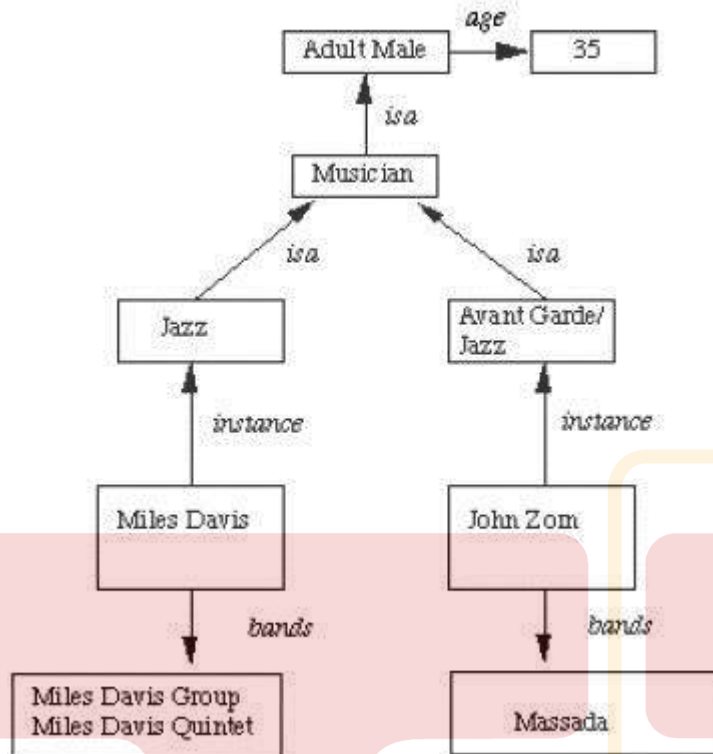 age
Adult Male
35
isa
Musician
isa
isa
Jazz
Avant Garde/
Jazz
instance
instance
Miles Davis
John Zorn
bands
bands
Miles Davis Group
Miles Davis Quintet
Massada